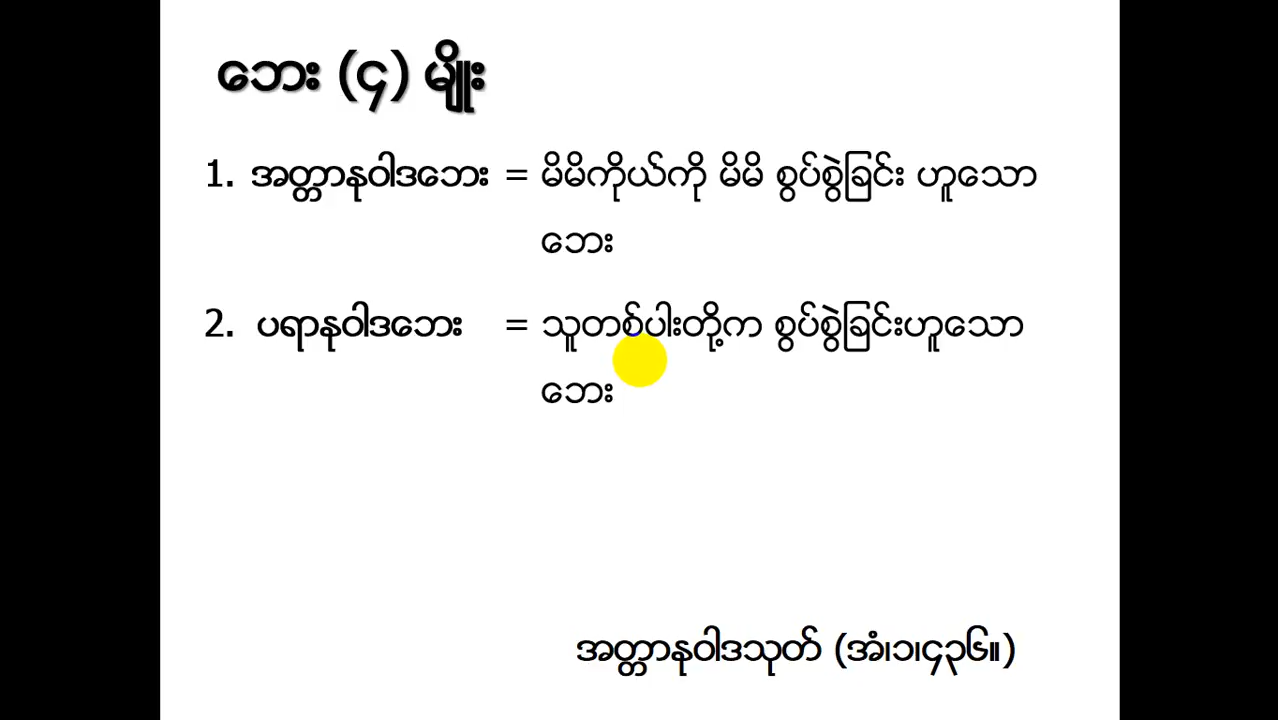 ဘေး (၄) မျိုး
1. အတ္တာနုဝါဒဘေး = မိမိကိုယ်ကို မိမိ စွပ်စွဲခြင်း ဟူသော
ဘေး
2. ပရာနုဝါဒဘေး = သူတစ်ပါးတို့က စွပ်စွဲခြင်းဟူသော
ဘေး
အတ္တာနုဝါဒသုတ် (အံ၊၁၊၄၃၆။)